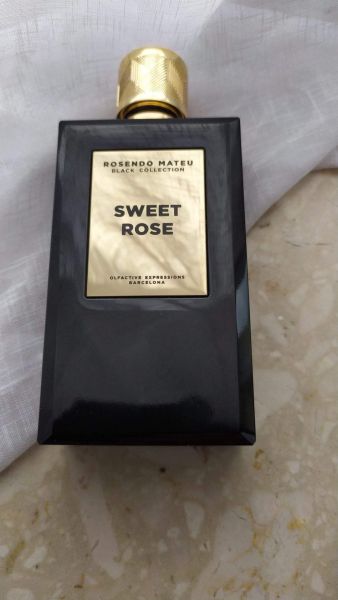 ROSENDO MATEU
BLACK COLLECTION
SWEET
ROSE
OLFACTIVE EXPRESSIONS
BARCELONA